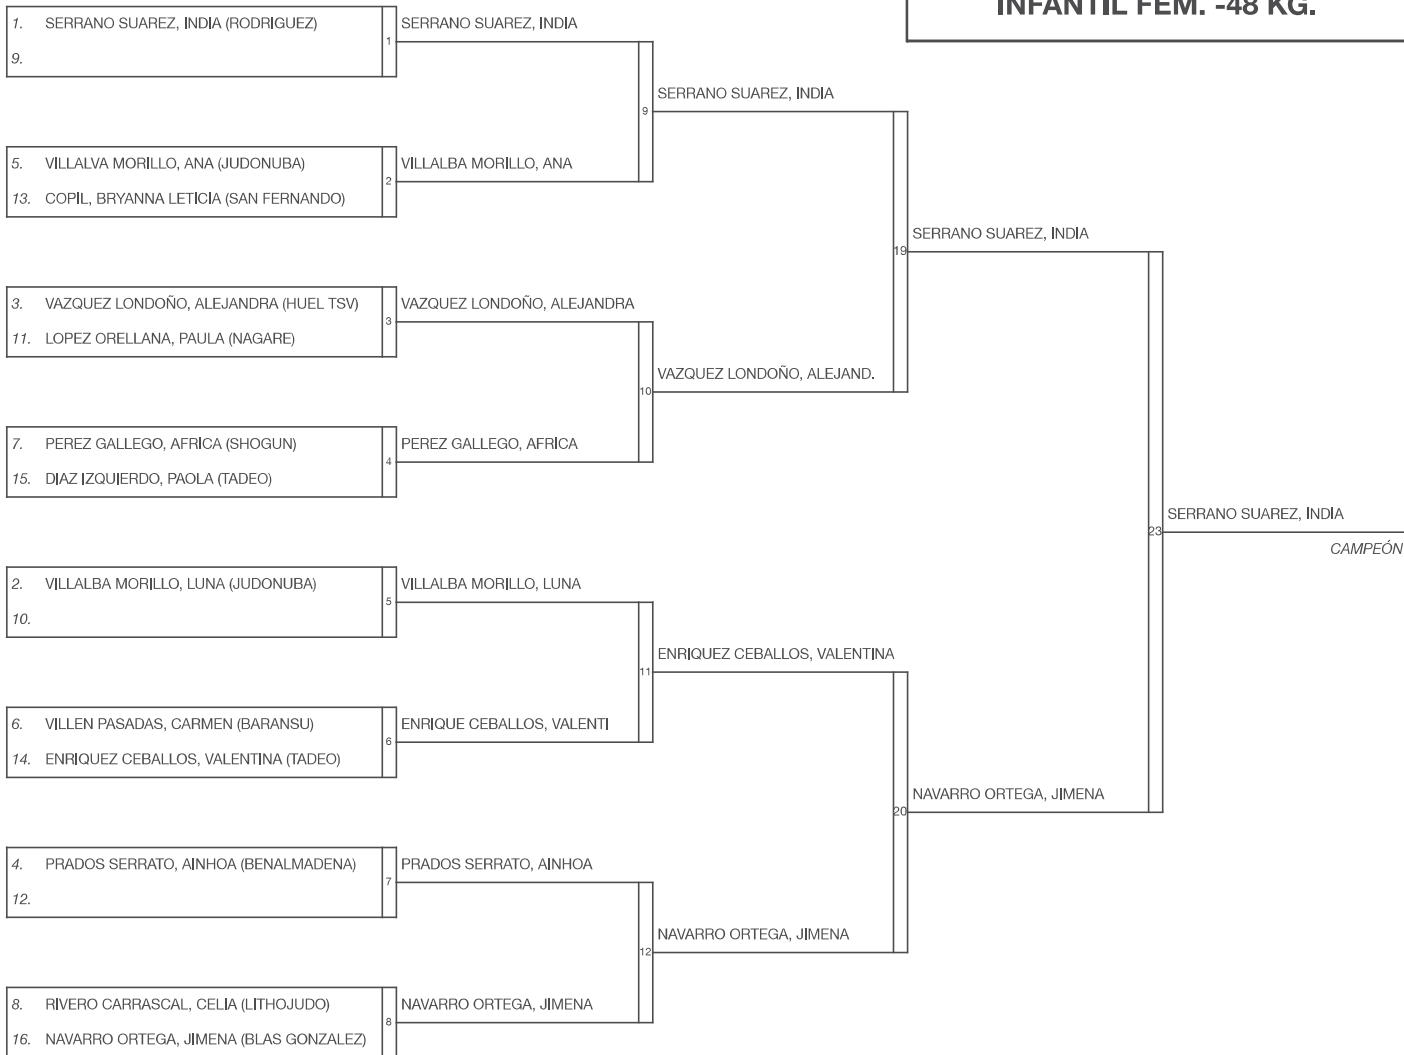 INFANTIL FEM. -48 KG.
1. SERRANO SUAREZ, INDIA (RODRIGUEZ)
9.
1
SERRANO SUAREZ, INDIA
5. VILLALVA MORILLO, ANA (JUDONUBA)
13. COPIL, BRYANNA LETICIA (SAN FERNANDO)
2
VILLALBA MORILLO, ANA
9
SERRANO SUAREZ, INDIA
3. VAZQUEZ LONDOÑO, ALEJANDRA (HUEL TSV)
11. LOPEZ ORELLANA, PAULA (NAGARE)
3
VAZQUEZ LONDOÑO, ALEJANDRA
7. PEREZ GALLEGO, AFRICA (SHOGUN)
15. DIAZ IZQUIERDO, PAOLA (TADEO)
4
PEREZ GALLEGO, AFRICA
10
VAZQUEZ LONDOÑO, ALEJAND.
19
SERRANO SUAREZ, INDIA
2. VILLALBA MORILLO, LUNA (JUDONUBA)
10.
5
VILLALBA MORILLO, LUNA
6. VILLEN PASADAS, CARMEN (BARANSU)
14. ENRIQUEZ CEBALLOS, VALENTINA (TADEO)
6
ENRIQUE CEBALLOS, VALENTI
11
ENRIQUEZ CEBALLOS, VALENTINA
4. PRADOS SERRATO, AINHOA (BENALMADENA)
12.
7
PRADOS SERRATO, AINHOA
8. RIVERO CARRASCAL, CELIA (LITHOJUDO)
16. NAVARRO ORTEGA, JIMENA (BLAS GONZALEZ)
8
NAVARRO ORTEGA, JIMENA
12
NAVARRO ORTEGA, JIMENA
20
NAVARRO ORTEGA, JIMENA
23
SERRANO SUAREZ, INDIA
CAMPEÓN